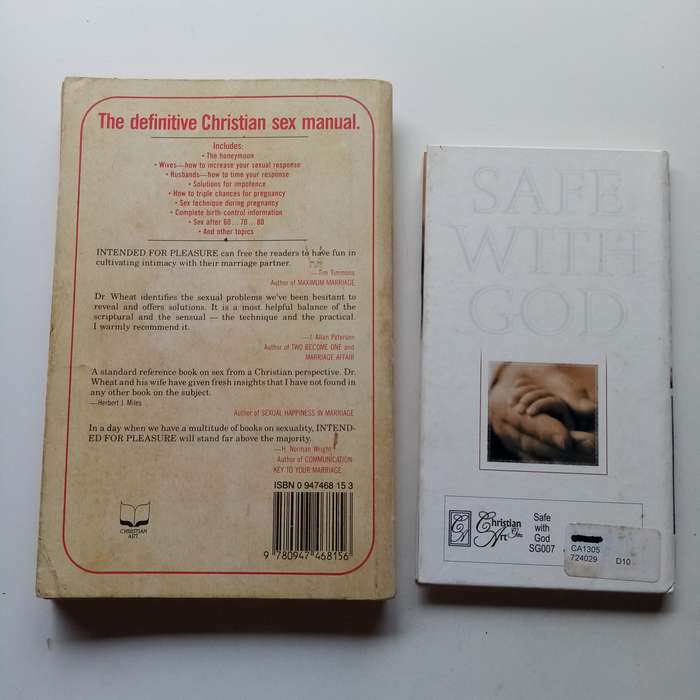 The definitive Christian sex manual.
Includes:
• The honeymoon
• Wives—how to increase your sexual response
• Husbands—how to time your response
• Solutions for impotence
• How to triple chances for pregnancy
• Sex technique during pregnancy
• Complete birth-control information
• Sex after 60 . . 70 . . 80
• And other topics
INTENDED FOR PLEASURE can free the readers to have fun in
cultivating intimacy with their marriage partner.
—Tim Timmons
Author of MAXIMUM MARRIAGE
Dr. Wheat identifies the sexual problems we've been hesitant to
reveal and offers solutions. It is a most helpful balance of the
scriptural and the sensual — the technique and the practical.
I warmly recommend it.
—J. Allan Petersen
Author of TWO BECOME ONE and
MARRIAGE AFFAIR
A standard reference book on sex from a Christian perspective. Dr.
Wheat and his wife have given fresh insights that I have not found in
any other book on the subject.
—Herbert J. Miles
Author of SEXUAL HAPPINESS IN MARRIAGE
In a day when we have a multitude of books on sexuality, INTEND-
ED FOR PLEASURE will stand far above the majority.
—H. Norman Wright
Author of COMMUNICATION
KEY TO YOUR MARRIAGE
ISBN 0 947468 15 3
9 780947 468156
CHRISTIAN
ART
SAFE
WITH
GOD
Christian
Art
Safe
with
God
SG007
CA1305
724029 D10